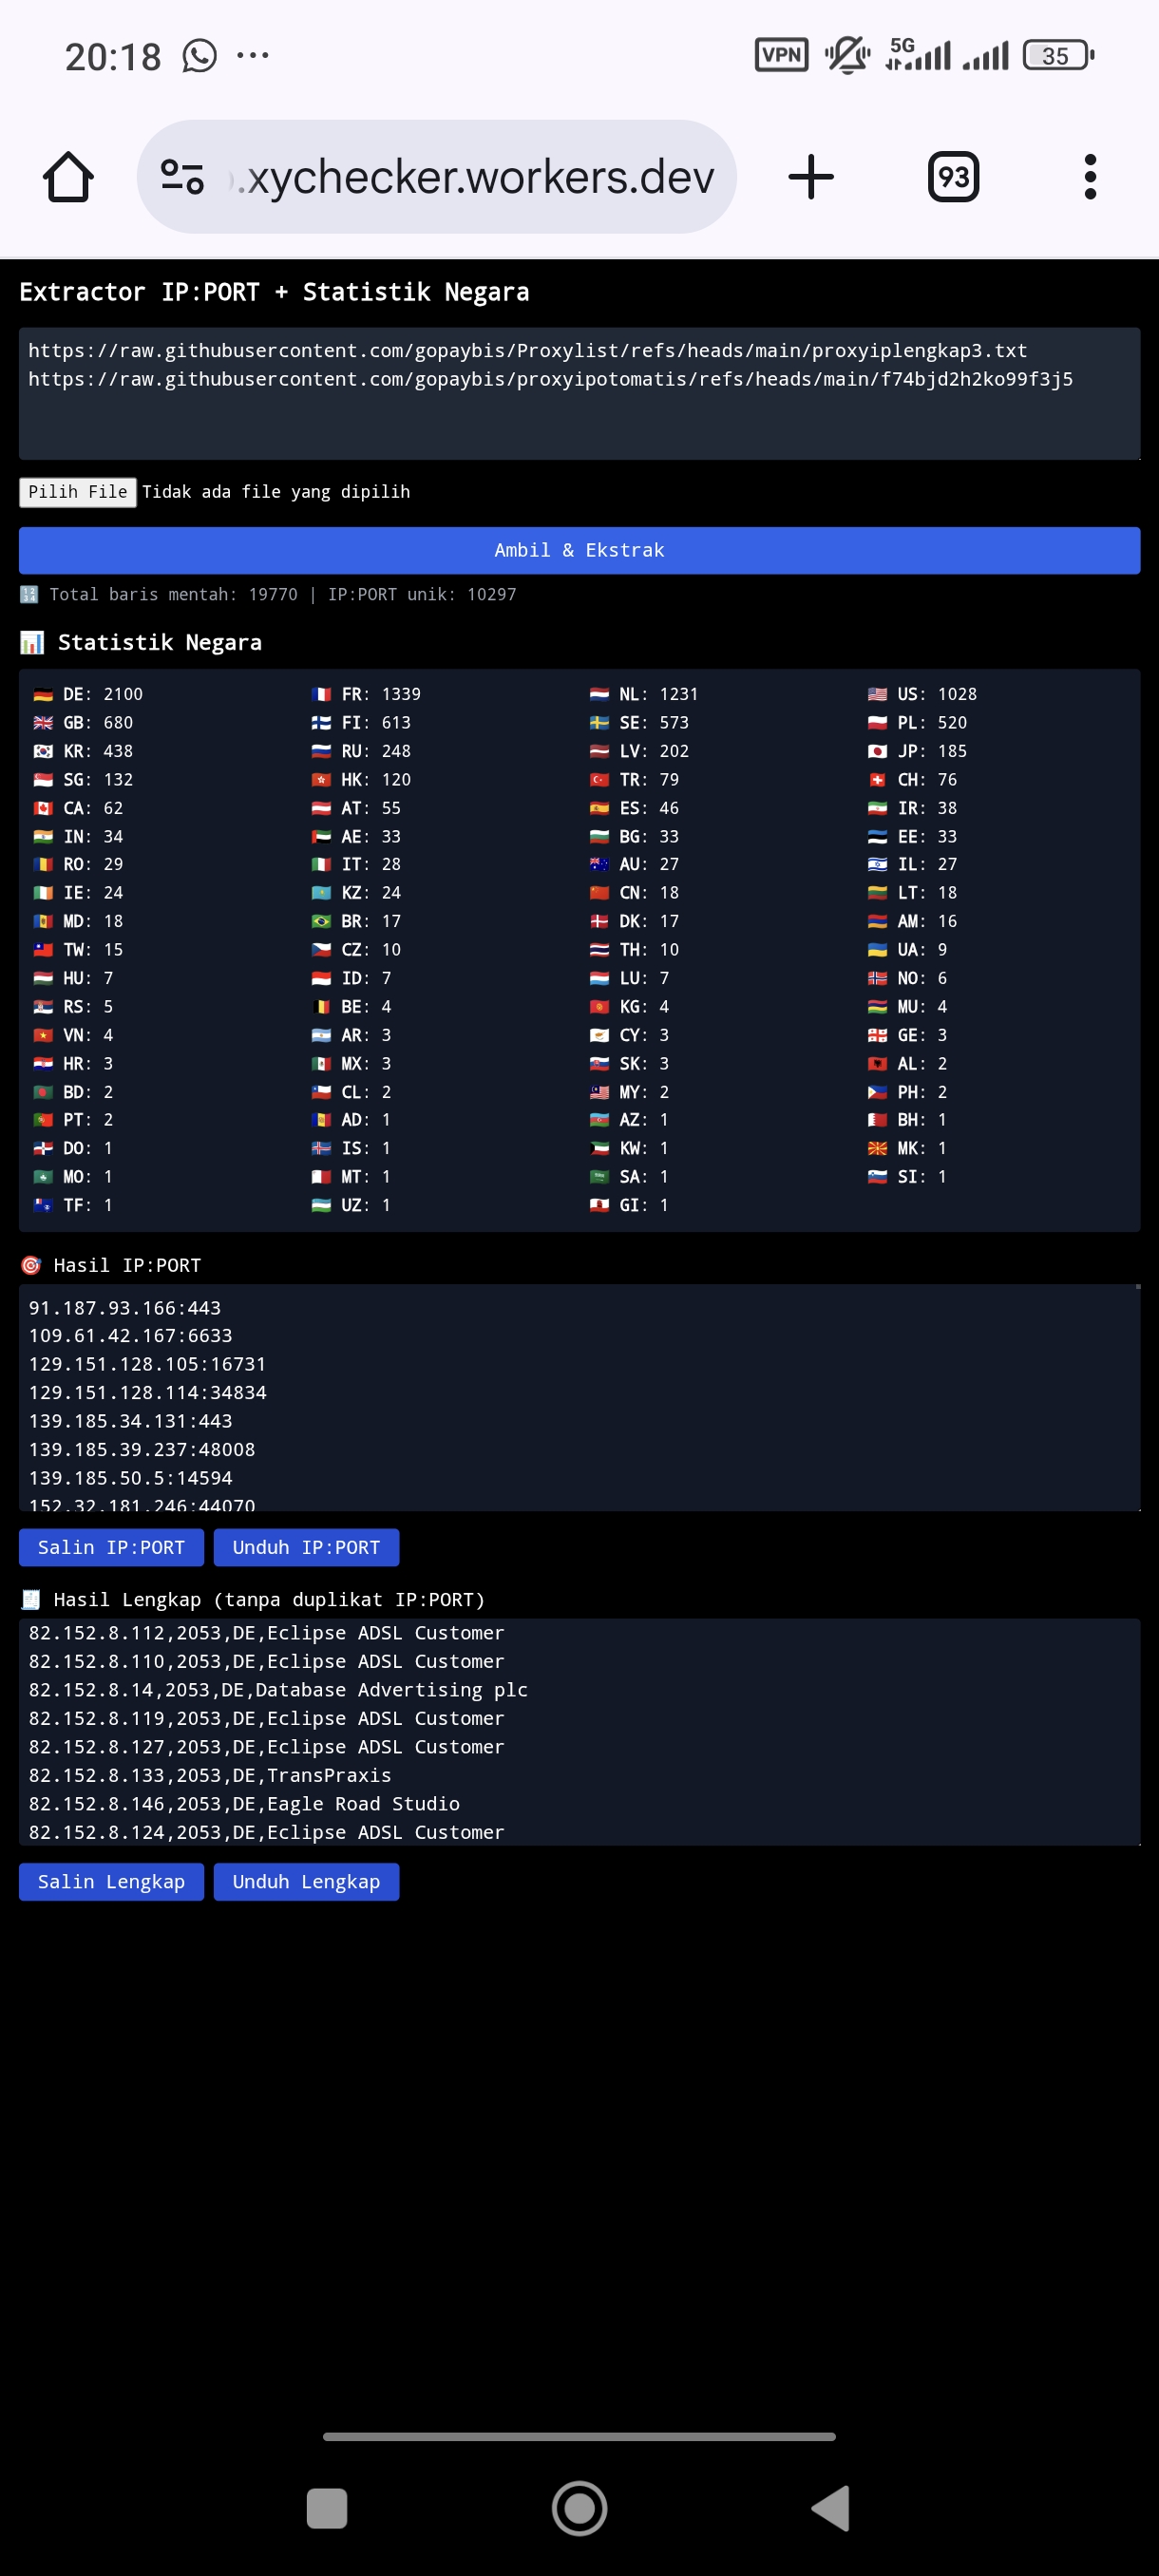 20:18 ... VPN 5G 35
.xychecker.workers.dev 93
Extractor IP:PORT + Statistik Negara
https://raw.githubusercontent.com/gopaybis/Proxylist/refs/heads/main/proxyiplengkap3.txt
https://raw.githubusercontent.com/gopaybis/proxyipotomatis/refs/heads/main/f74bjd2h2ko99f3j5
Pilih File Tidak ada file yang dipilih
Ambil & Ekstrak
🔢 Total baris mentah: 19770 | IP:PORT unik: 10297
📊 Statistik Negara
🇩🇪 DE: 2100 🇫🇷 FR: 1339 🇳🇱 NL: 1231 🇺🇸 US: 1028
🇬🇧 GB: 680 🇫🇮 FI: 613 🇸🇪 SE: 573 🇵🇱 PL: 520
🇰🇷 KR: 438 🇷🇺 RU: 248 🇱🇻 LV: 202 🇯🇵 JP: 185
🇸🇬 SG: 132 🇭🇰 HK: 120 🇹🇷 TR: 79 🇨🇭 CH: 76
🇨🇦 CA: 62 🇦🇹 AT: 55 🇪🇸 ES: 46 🇮🇷 IR: 38
🇮🇳 IN: 34 🇦🇪 AE: 33 🇧🇬 BG: 33 🇪🇪 EE: 33
🇷🇴 RO: 29 🇮🇹 IT: 28 🇦🇺 AU: 27 🇮🇱 IL: 27
🇮🇪 IE: 24 🇰🇿 KZ: 24 🇨🇳 CN: 18 🇱🇹 LT: 18
🇲🇩 MD: 18 🇧🇷 BR: 17 🇩🇰 DK: 17 🇦🇲 AM: 16
🇹🇼 TW: 15 🇨🇿 CZ: 10 🇹🇭 TH: 10 🇺🇦 UA: 9
🇭🇺 HU: 7 🇮🇩 ID: 7 🇱🇺 LU: 7 🇳🇴 NO: 6
🇷🇸 RS: 5 🇧🇪 BE: 4 🇰🇬 KG: 4 🇲🇺 MU: 4
🇻🇳 VN: 4 🇦🇷 AR: 3 🇨🇾 CY: 3 🇬🇪 GE: 3
🇭🇷 HR: 3 🇲🇽 MX: 3 🇸🇰 SK: 3 🇦🇱 AL: 2
🇧🇩 BD: 2 🇨🇱 CL: 2 🇲🇾 MY: 2 🇵🇭 PH: 2
🇵🇹 PT: 2 🇦🇩 AD: 1 🇦🇿 AZ: 1 🇧🇭 BH: 1
🇩🇴 DO: 1 🇮🇸 IS: 1 🇰🇼 KW: 1 🇲🇰 MK: 1
🇲🇴 MO: 1 🇲🇹 MT: 1 🇸🇦 SA: 1 🇸🇮 SI: 1
🇹🇫 TF: 1 🇺🇿 UZ: 1 🇬🇮 GI: 1
🎯 Hasil IP:PORT
91.187.93.166:443
109.61.42.167:6633
129.151.128.105:16731
129.151.128.114:34834
139.185.34.131:443
139.185.39.237:48008
139.185.50.5:14594
152.32.181.246:44070
Salin IP:PORT Unduh IP:PORT
🧾 Hasil Lengkap (tanpa duplikat IP:PORT)
82.152.8.112,2053,DE,Eclipse ADSL Customer
82.152.8.110,2053,DE,Eclipse ADSL Customer
82.152.8.14,2053,DE,Database Advertising plc
82.152.8.119,2053,DE,Eclipse ADSL Customer
82.152.8.127,2053,DE,Eclipse ADSL Customer
82.152.8.133,2053,DE,TransPraxis
82.152.8.146,2053,DE,Eagle Road Studio
82.152.8.124,2053,DE,Eclipse ADSL Customer
Salin Lengkap Unduh Lengkap